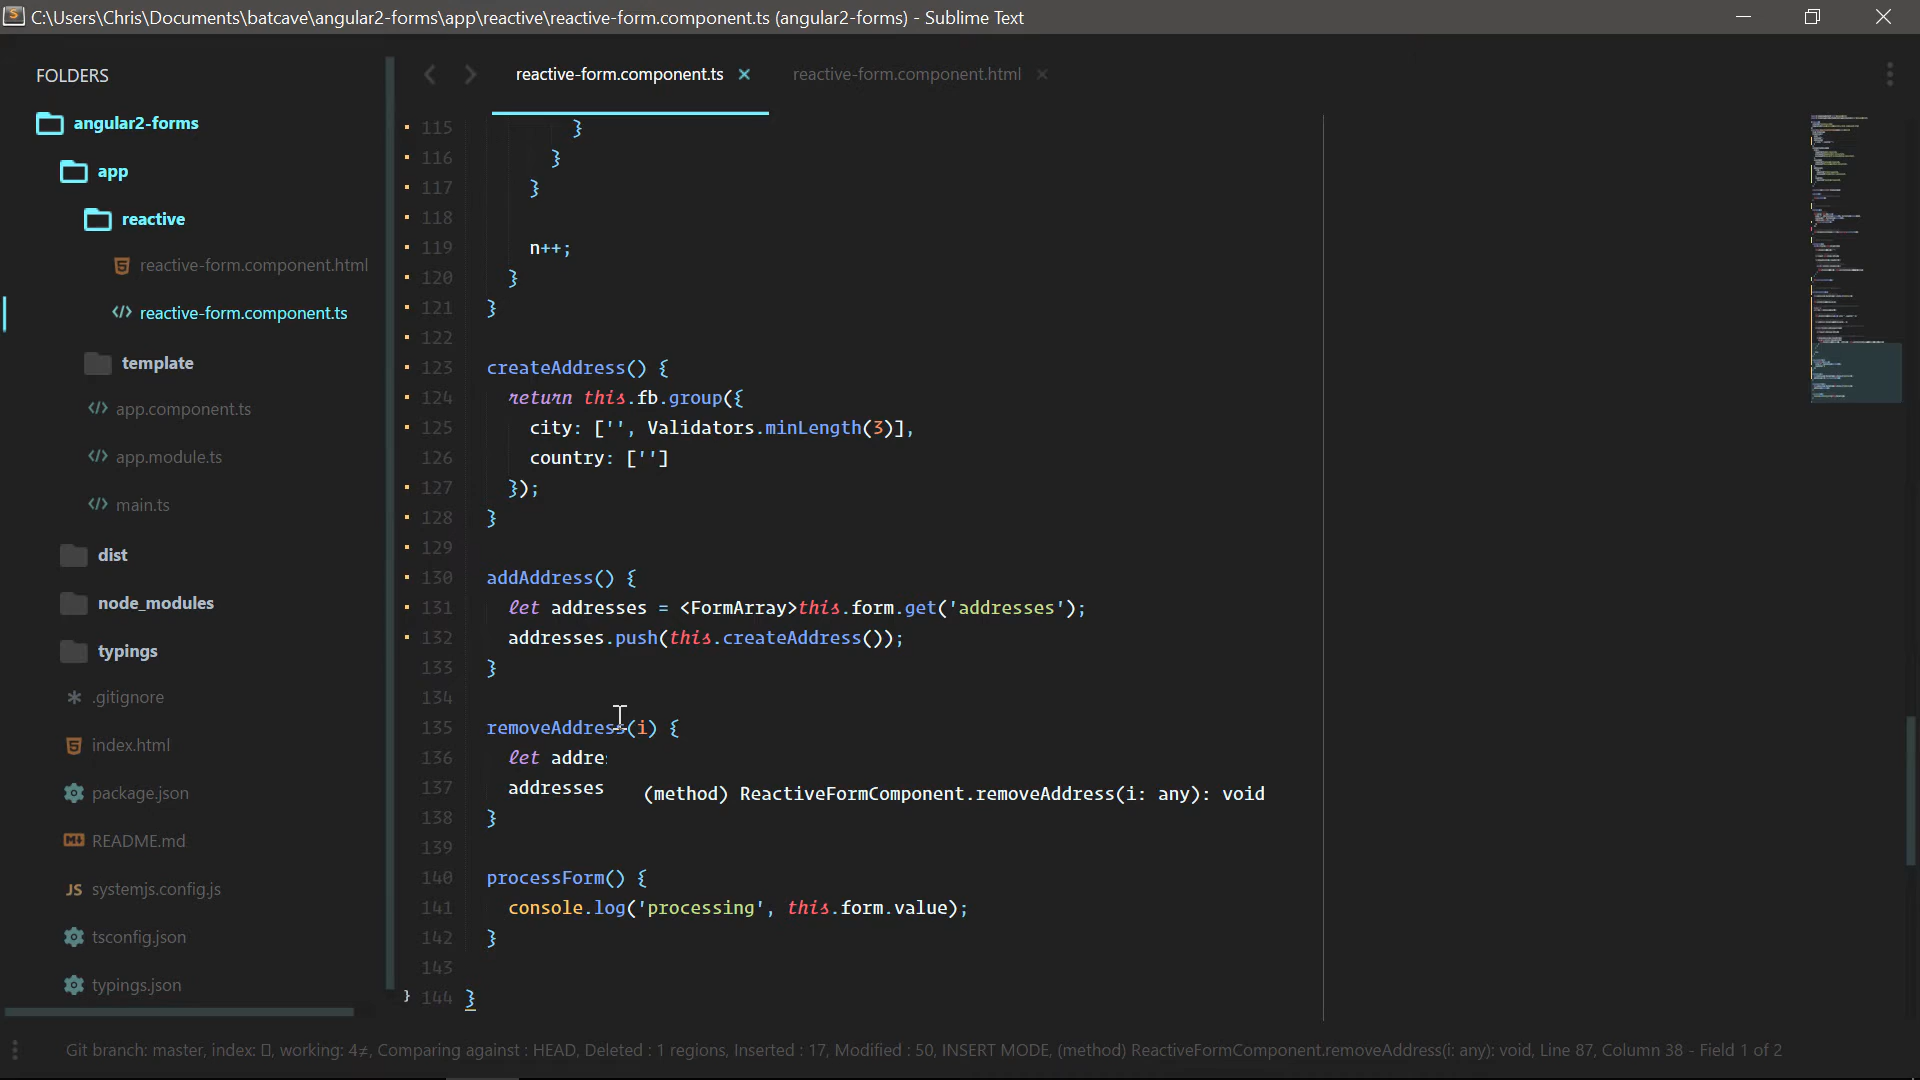 C:\Users\Chris\Documents\batcave\angular2-forms\app\reactive\reactive-form.component.ts (angular2-forms) - Sublime Text
FOLDERS
angular2-forms
app
reactive
reactive-form.component.html
reactive-form.component.ts
template
app.component.ts
app.module.ts
main.ts
dist
node_modules
typings
.gitignore
index.html
package.json
README.md
JS systemjs.config.js
tsconfig.json
typings.json
reactive-form.component.ts
reactive-form.component.html
115 }
116 }
117 }
118
119 n++;
120 }
121 }
122
123 createAddress() {
124 return this.fb.group({
125 city: ['', Validators.minLength(3)],
126 country: ['']
127 });
128 }
129
130 addAddress() {
131 let addresses = <FormArray>this.form.get('addresses');
132 addresses.push(this.createAddress());
133 }
134
135 removeAddress(i) {
136 let addre
137 addresses
(method) ReactiveFormComponent.removeAddress(i: any): void
138 }
139
140 processForm() {
141 console.log('processing', this.form.value);
142 }
143
} 144 }
Git branch: master, index: , working: 4≠, Comparing against : HEAD, Deleted : 1 regions, Inserted : 17, Modified : 50, INSERT MODE, (method) ReactiveFormComponent.removeAddress(i: any): void, Line 87, Column 38 - Field 1 of 2